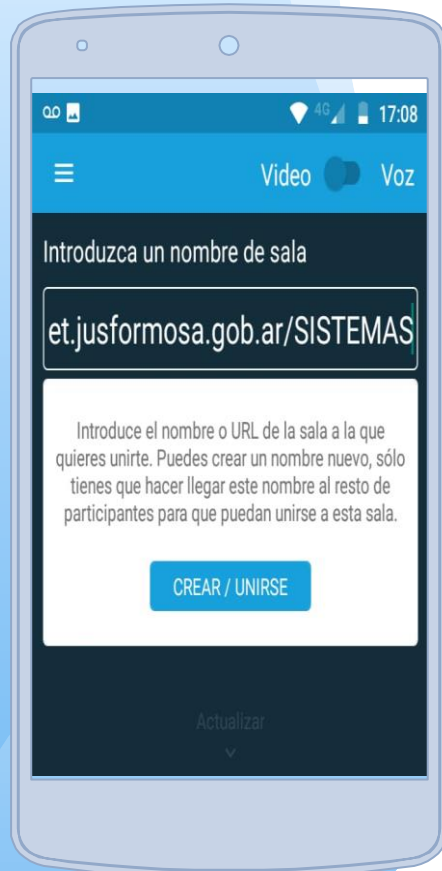 4G 17:08
Video Voz
Introduzca un nombre de sala
et.jusformosa.gob.ar/SISTEMAS
Introduce el nombre o URL de la sala a la que
quieres unirte. Puedes crear un nombre nuevo, sólo
tienes que hacer llegar este nombre al resto de
participantes para que puedan unirse a esta sala.
CREAR / UNIRSE
Actualizar